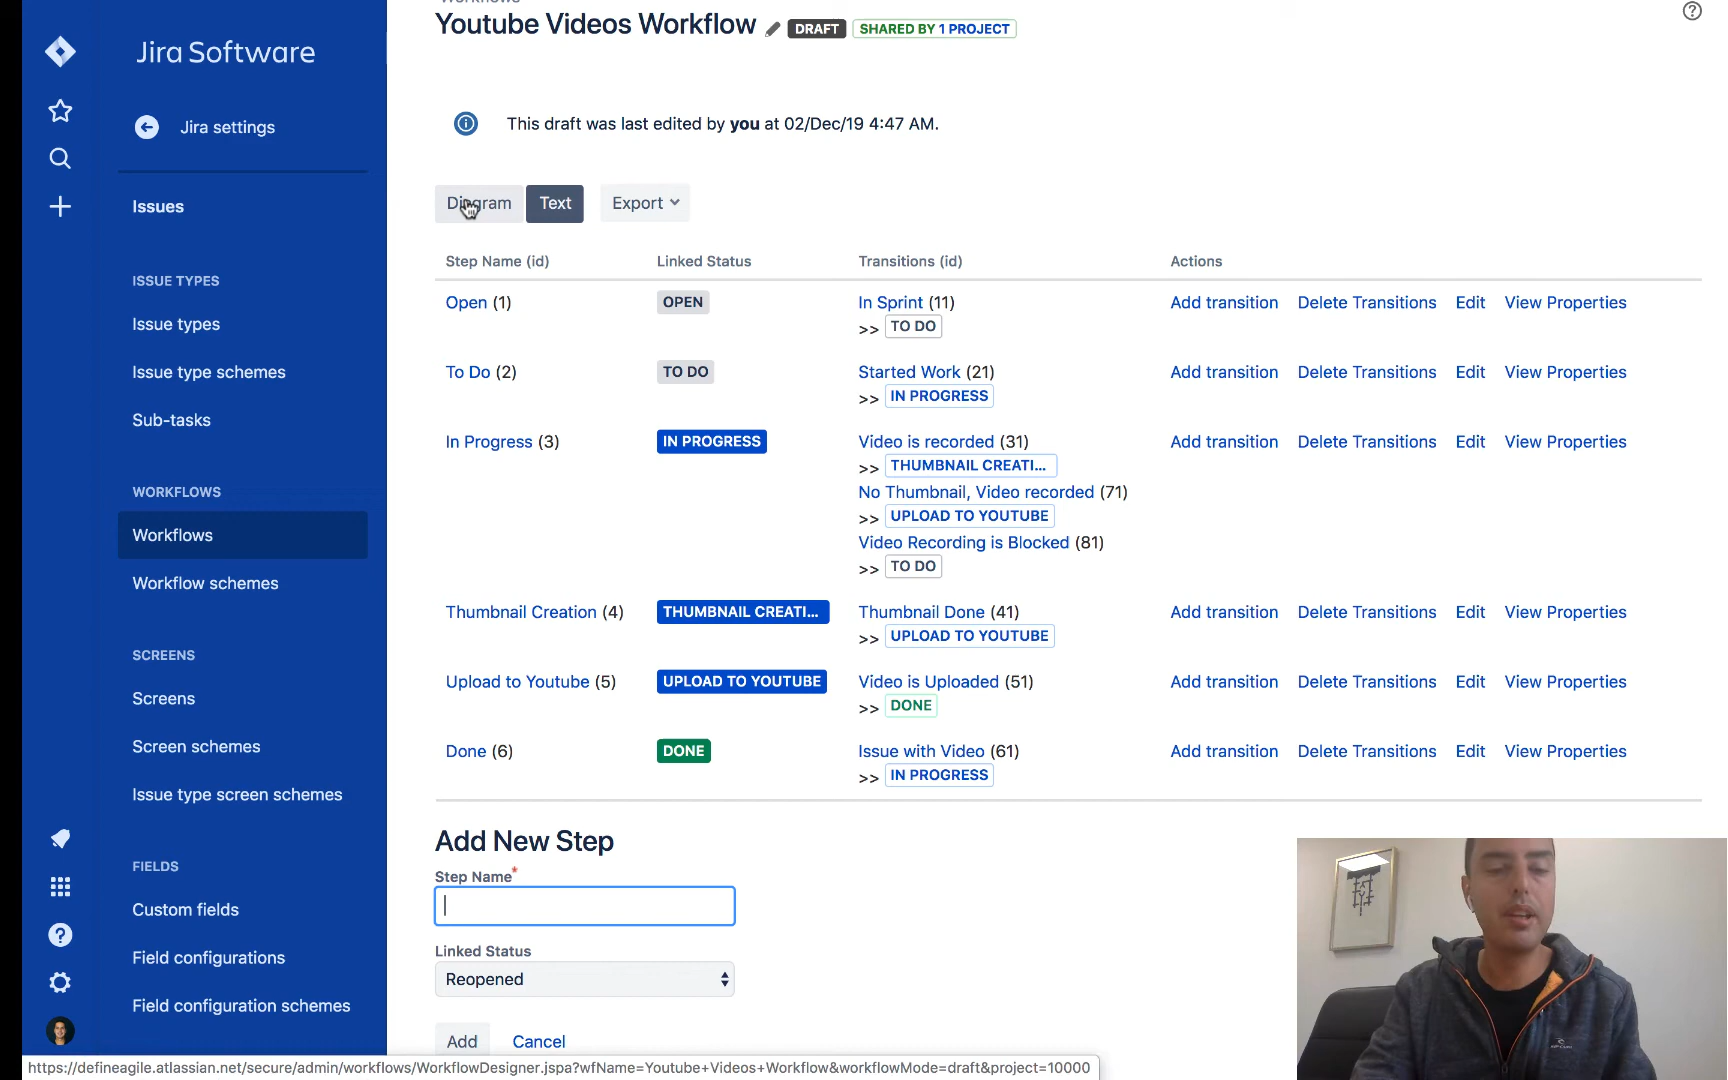 Youtube Videos Workflow DRAFT SHARED BY 1 PROJECT
Jira Software
Jira settings
This draft was last edited by you at 02/Dec/19 4:47 AM.
Issues
Diagram Text Export
ISSUE TYPES
Issue types
Issue type schemes
Sub-tasks
WORKFLOWS
Workflows
Workflow schemes
SCREENS
Screens
Screen schemes
Issue type screen schemes
FIELDS
Custom fields
Field configurations
Field configuration schemes
Step Name (id) Linked Status Transitions (id) Actions
Open (1) OPEN In Sprint (11) Add transition Delete Transitions Edit View Properties
>> TO DO
To Do (2) TO DO Started Work (21) Add transition Delete Transitions Edit View Properties
>> IN PROGRESS
In Progress (3) IN PROGRESS Video is recorded (31) Add transition Delete Transitions Edit View Properties
>> THUMBNAIL CREATI...
No Thumbnail, Video recorded (71)
>> UPLOAD TO YOUTUBE
Video Recording is Blocked (81)
>> TO DO
Thumbnail Creation (4) THUMBNAIL CREATI... Thumbnail Done (41) Add transition Delete Transitions Edit View Properties
>> UPLOAD TO YOUTUBE
Upload to Youtube (5) UPLOAD TO YOUTUBE Video is Uploaded (51) Add transition Delete Transitions Edit View Properties
>> DONE
Done (6) DONE Issue with Video (61) Add transition Delete Transitions Edit View Properties
>> IN PROGRESS
Add New Step
Step Name*
Linked Status
Reopened
Add Cancel
https://defineagile.atlassian.net/secure/admin/workflows/WorkflowDesigner.jspa?wfName=Youtube+Videos+Workflow&workflowMode=draft&project=10000